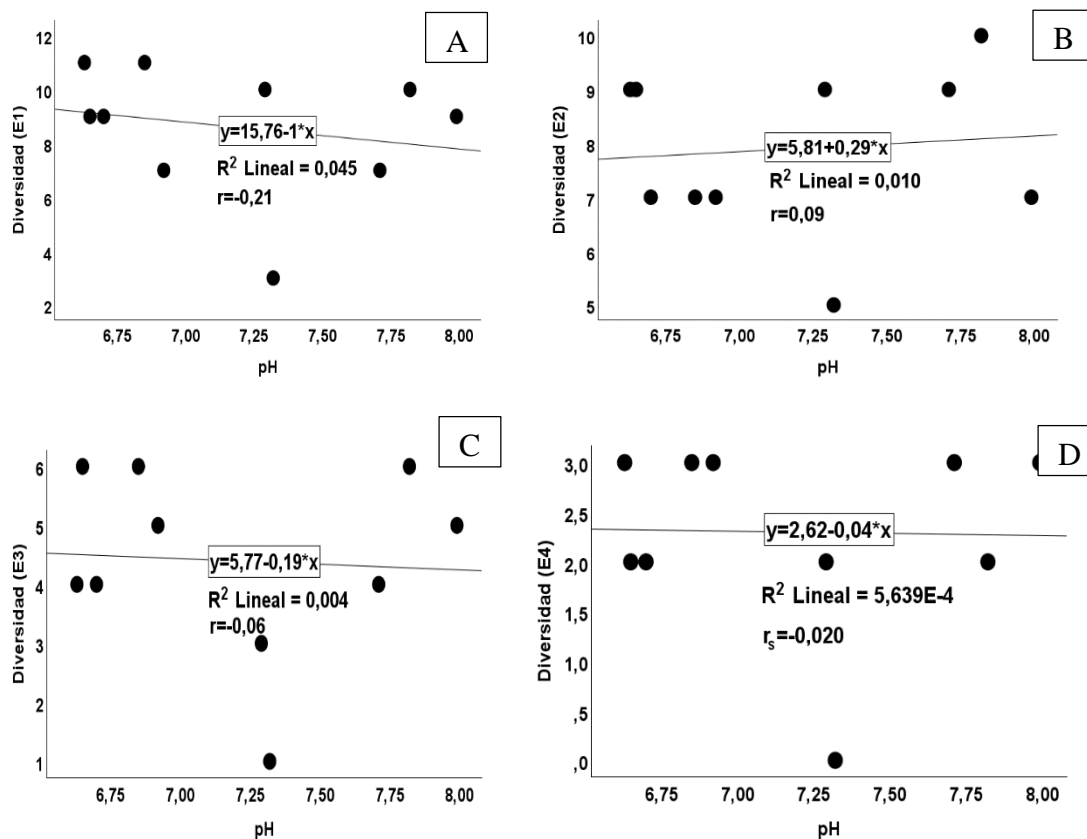 A
Diversidad (E1)
12
10
8
6
4
2
y=15,76-1*x
R² Lineal = 0,045
r=-0,21
6,75 7,00 7,25 7,50 7,75 8,00
pH
B
Diversidad (E2)
10
9
8
7
6
5
y=5,81+0,29*x
R² Lineal = 0,010
r=0,09
6,75 7,00 7,25 7,50 7,75 8,00
pH
C
Diversidad (E3)
6
5
4
3
2
1
y=5,77-0,19*x
R² Lineal = 0,004
r=-0,06
6,75 7,00 7,25 7,50 7,75 8,00
pH
D
Diversidad (E4)
3,0
2,5
2,0
1,5
1,0
,5
,0
y=2,62-0,04*x
R² Lineal = 5,639E-4
rₛ=-0,020
6,75 7,00 7,25 7,50 7,75 8,00
pH